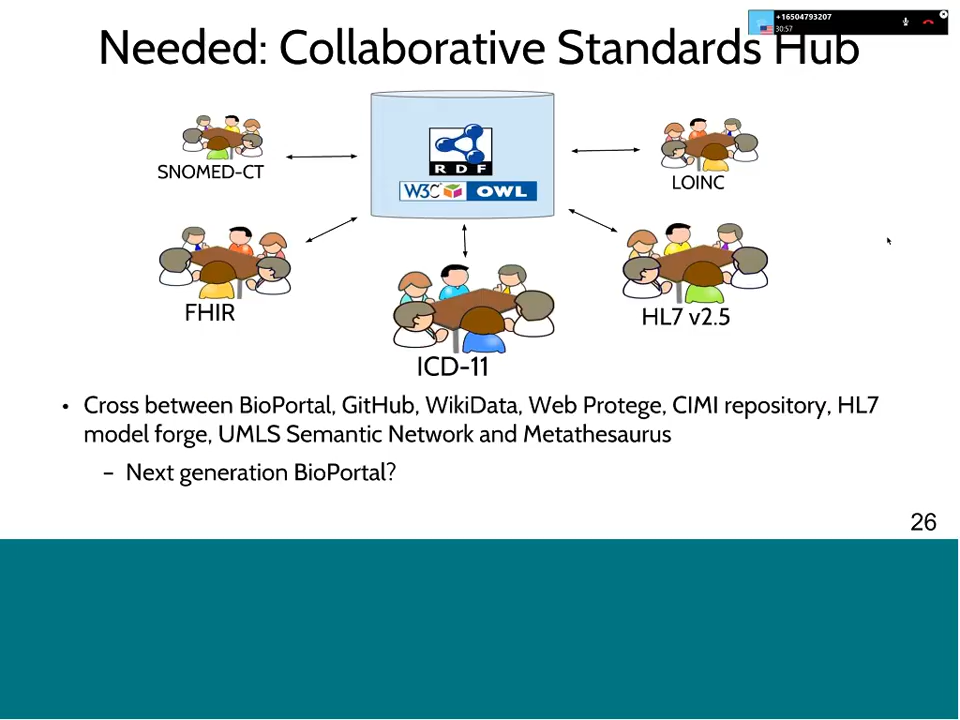 +16504793207
30:57
Needed: Collaborative Standards Hub
RDF
W3C OWL
SNOMED-CT
LOINC
FHIR
HL7 v2.5
ICD-11
• Cross between BioPortal, GitHub, WikiData, Web Protege, CIMI repository, HL7
model forge, UMLS Semantic Network and Metathesaurus
– Next generation BioPortal?
26